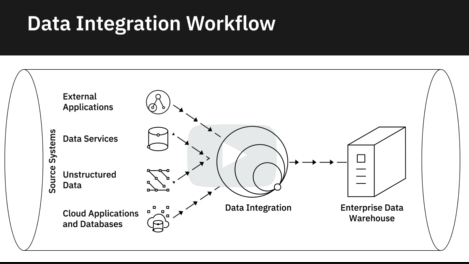 Data Integration Workflow
Source Systems
External
Applications
Data Services
Unstructured
Data
Cloud Applications
and Databases
Data Integration
Enterprise Data
Warehouse